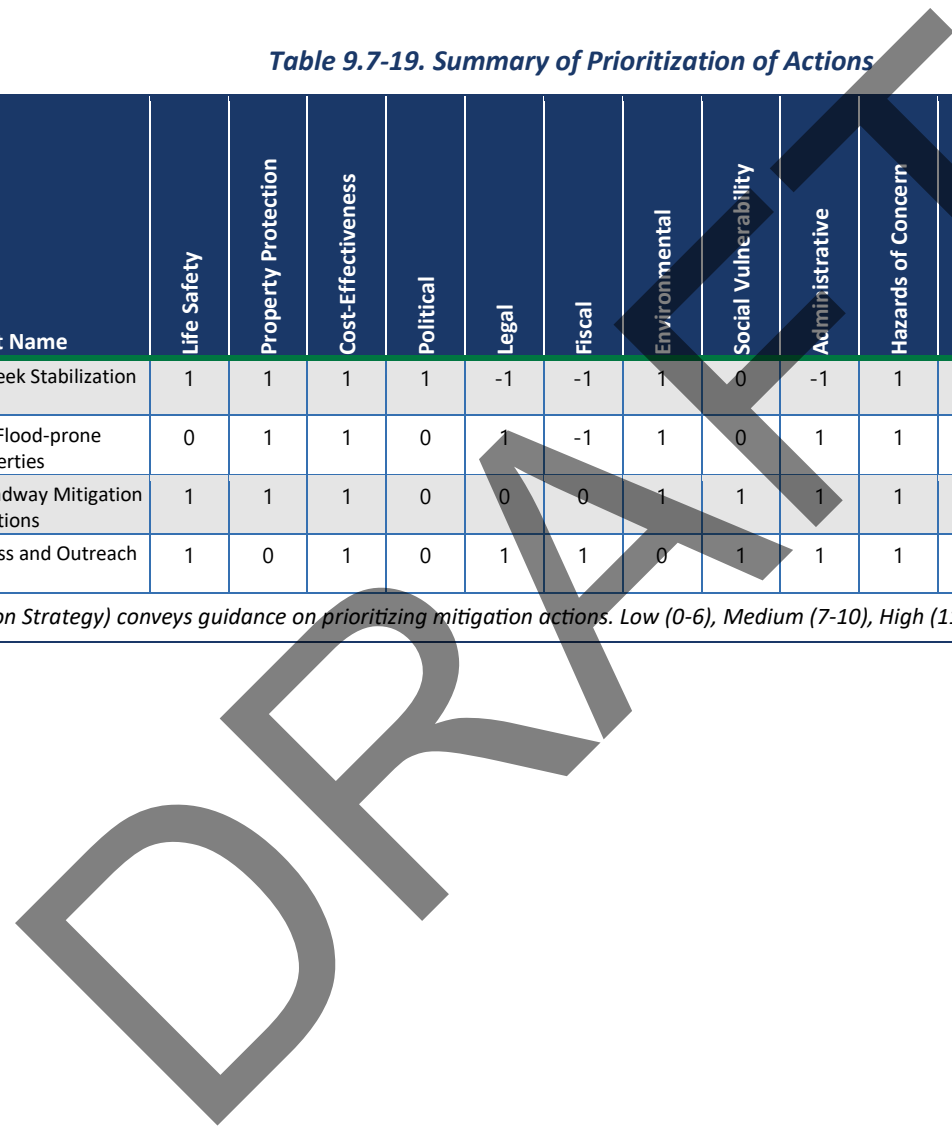 Table 9.7-19. Summary of Prioritization of Actions
t Name Life Safety Property Protection Cost-Effectiveness Political Legal Fiscal Environmental Social Vulnerability Administrative Hazards of Concern
eek Stabilization 1 1 1 1 -1 -1 1 0 -1 1
Flood-prone 0 1 1 0 1 -1 1 0 1 1
erties
dway Mitigation 1 1 1 0 0 0 1 1 1 1
tions
ss and Outreach 1 0 1 0 1 1 0 1 1 1
on Strategy) conveys guidance on prioritizing mitigation actions. Low (0-6), Medium (7-10), High (1
DRAFT